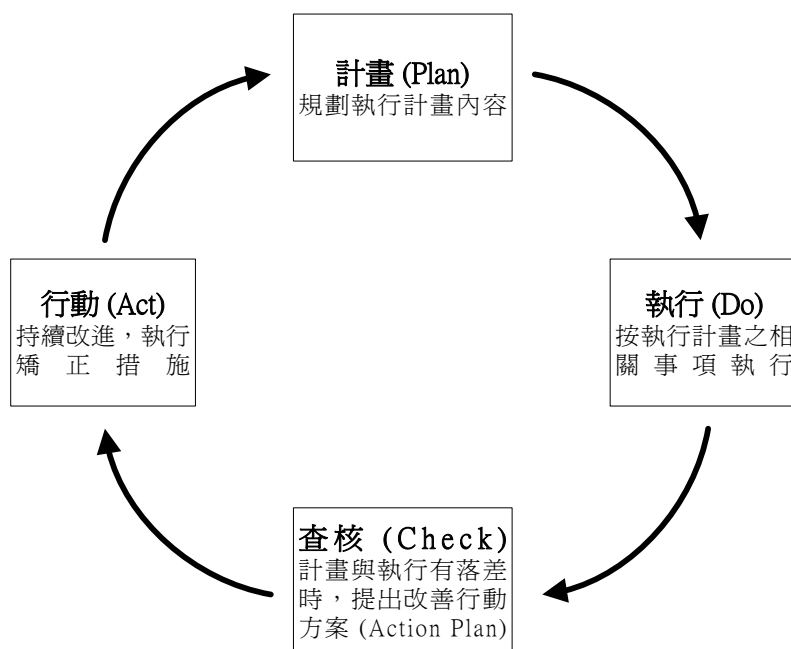 計畫 (Plan)
規劃執行計畫內容
行動 (Act)
持續改進，執行
矯正措施
執行 (Do)
按執行計畫之相
關事項執行
查核 (Check)
計畫與執行有落差
時，提出改善行動
方案 (Action Plan)